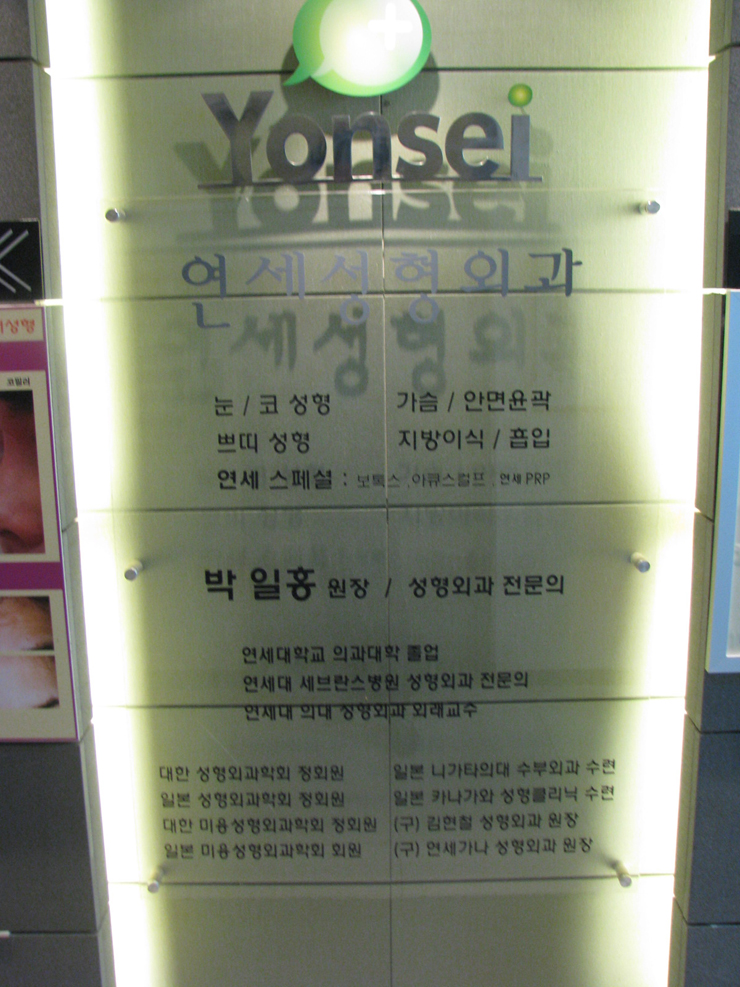 Yonsei
연세성형외과
눈 / 코 성형 가슴 / 안면윤곽
쁘띠 성형 지방이식 / 흡입
연세 스페셜 : 보톡스 .아큐스컬프 . 연세 PRP
박 일홍 원장 / 성형외과 전문의
연세대학교 의과대학 졸업
연세대 세브란스병원 성형외과 전문의
연세대 의대 성형외과 외래교수
대한 성형외과학회 정회원
일본 성형외과학회 정회원
대한 미용성형외과학회 정회원
일본 미용성형외과학회 회원
일본 니가타의대 수부외과 수련
일본 카나가와 성형클리닉 수련
(구) 김현철 성형외과 원장
(구) 연세가나 성형외과 원장
성형
코필러